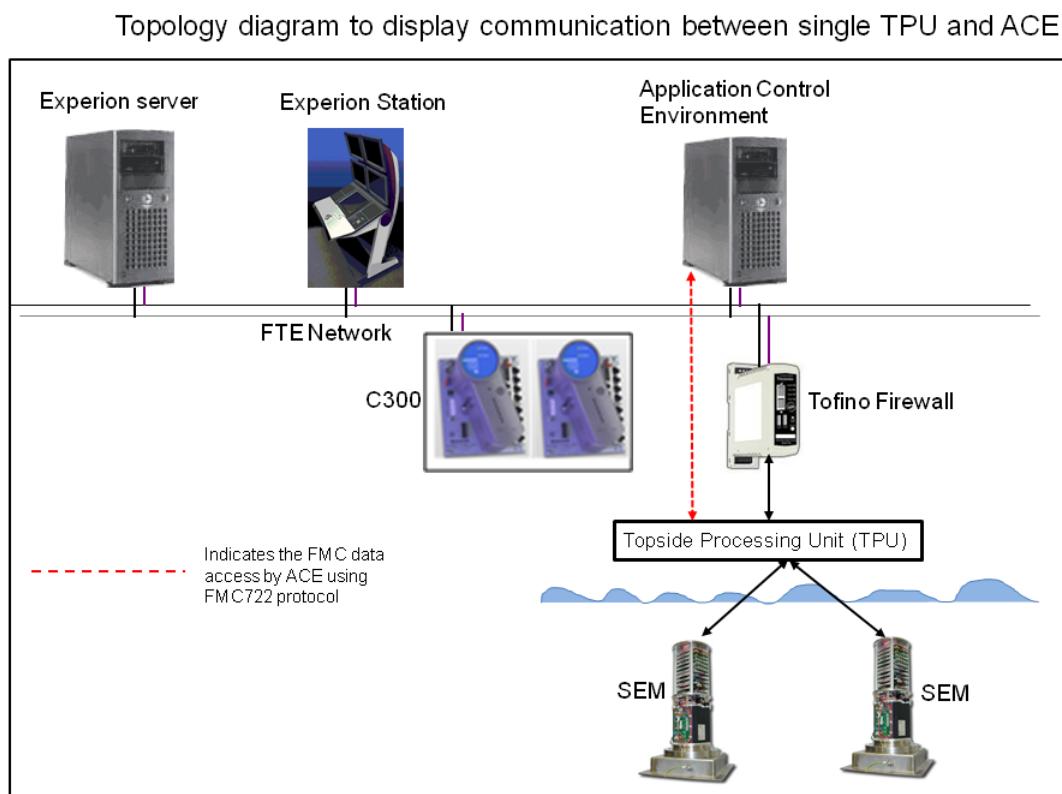 Topology diagram to display communication between single TPU and ACE
Experion server
Experion Station
Application Control
Environment
FTE Network
C300
Tofino Firewall
Topside Processing Unit (TPU)
Indicates the FMC data
access by ACE using
FMC722 protocol
SEM
SEM